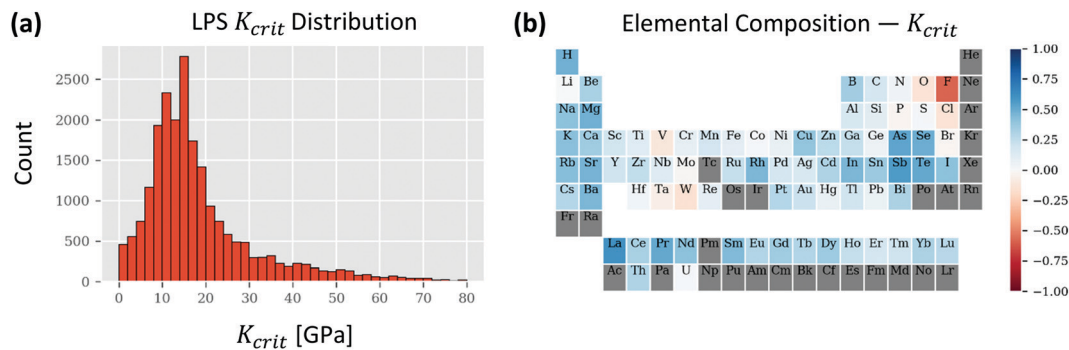 (a)
LPS K_crit Distribution
Count
2500
2000
1500
1000
500
0
0 10 20 30 40 50 60 70 80
K_crit [GPa]
(b)
Elemental Composition — K_crit
H He
Li Be B C N O F Ne
Na Mg Al Si P S Cl Ar
K Ca Sc Ti V Cr Mn Fe Co Ni Cu Zn Ga Ge As Se Br Kr
Rb Sr Y Zr Nb Mo Tc Ru Rh Pd Ag Cd In Sn Sb Te I Xe
Cs Ba Hf Ta W Re Os Ir Pt Au Hg Tl Pb Bi Po At Rn
Fr Ra
La Ce Pr Nd Pm Sm Eu Gd Tb Dy Ho Er Tm Yb Lu
Ac Th Pa U Np Pu Am Cm Bk Cf Es Fm Md No Lr
1.00
0.75
0.50
0.25
0.00
−0.25
−0.50
−0.75
−1.00